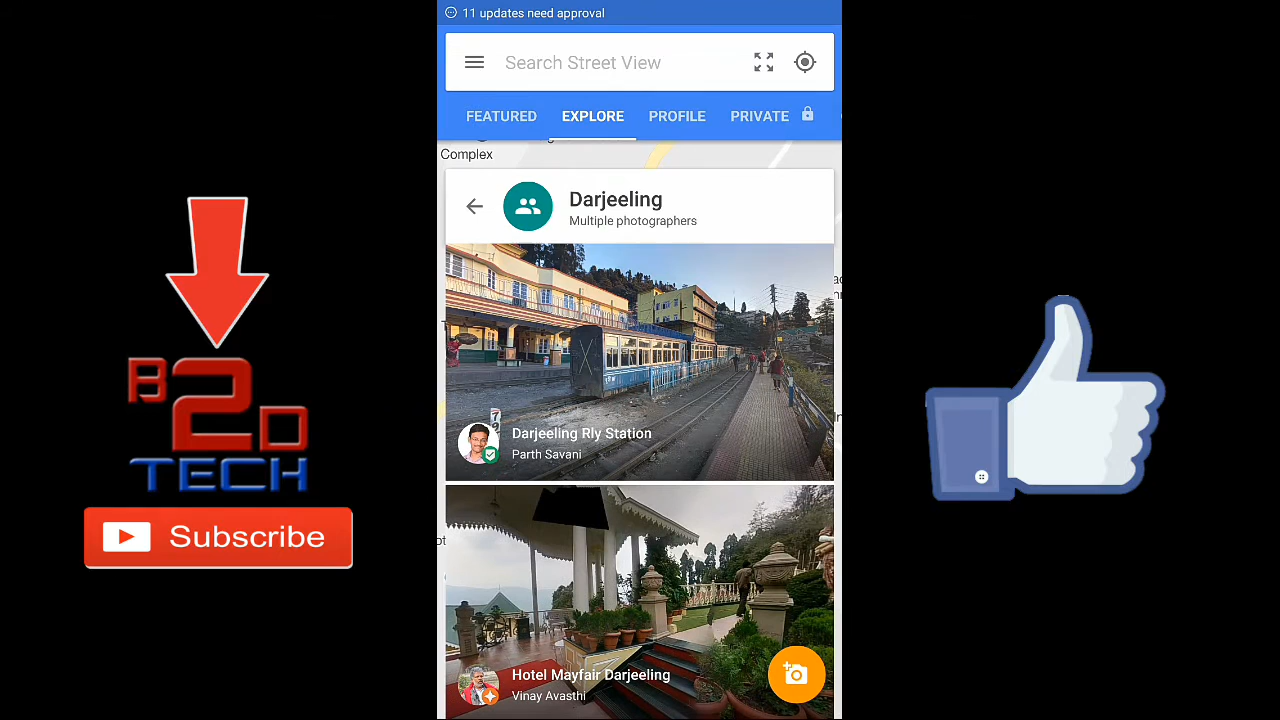 11 updates need approval
Search Street View
FEATURED EXPLORE PROFILE PRIVATE
Complex
Darjeeling
Multiple photographers
Darjeeling Rly Station
Parth Savani
Hotel Mayfair Darjeeling
Vinay Avasthi
B2D
TECH
Subscribe